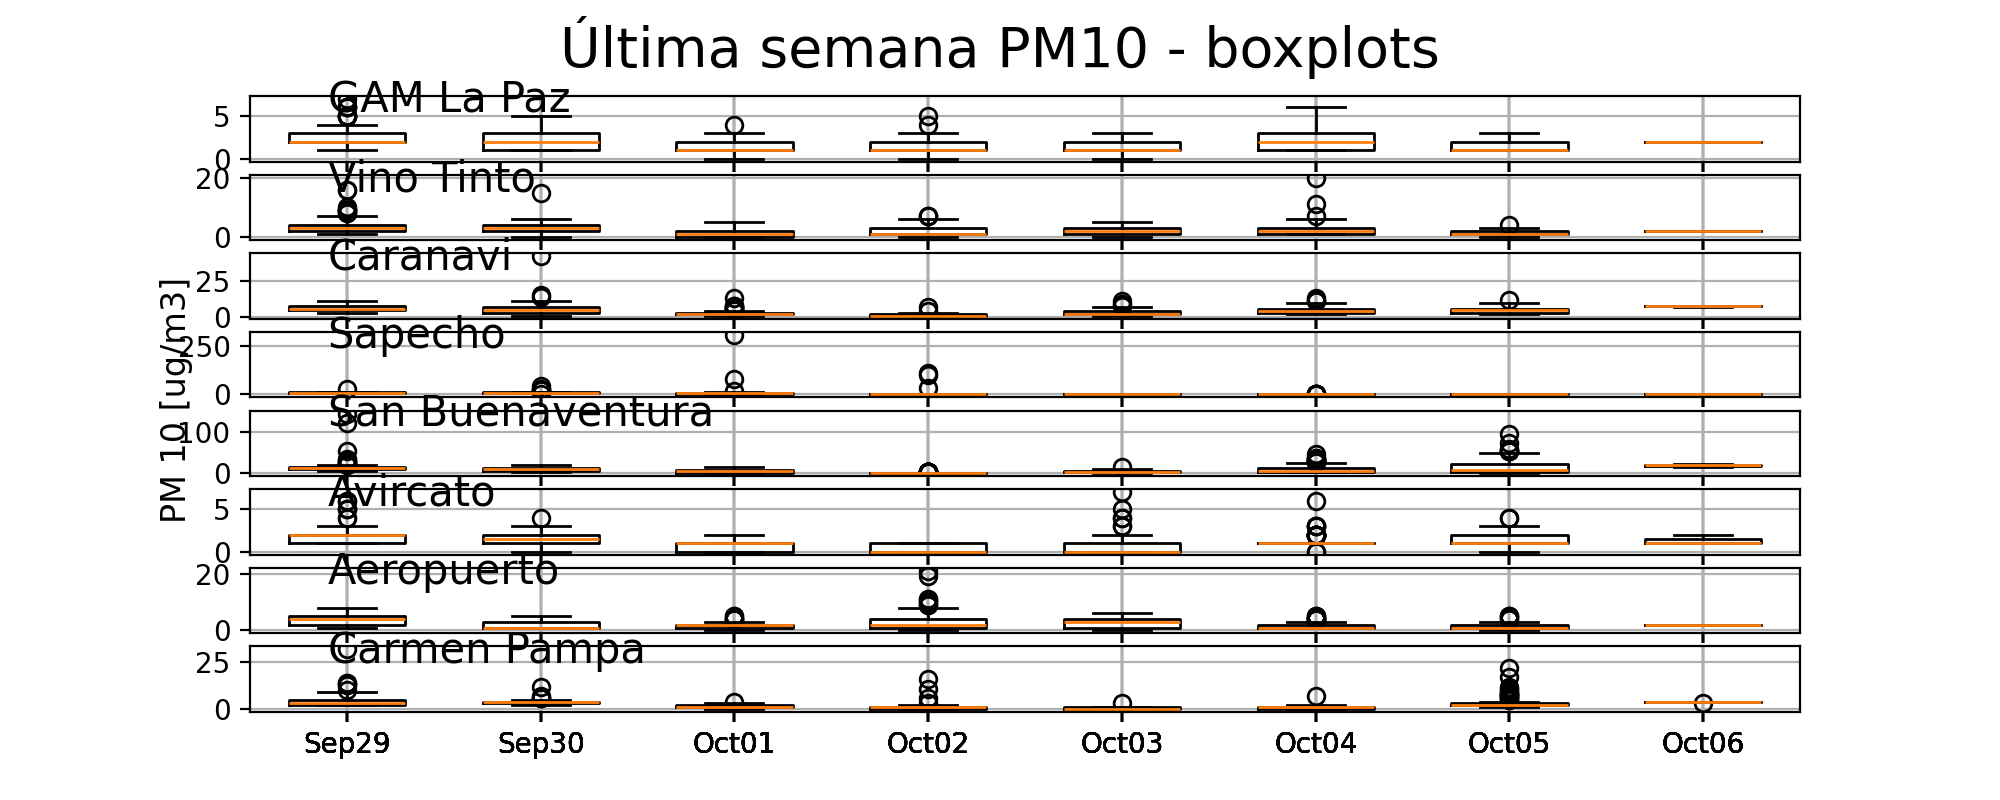 Última semana PM10 - boxplots
PM 10 [ug/m3]
GAM La Paz
5
0
Vino Tinto
20
0
Caranavi
25
0
Sapecho
250
0
San Buenaventura
100
0
Avircato
5
0
Aeropuerto
20
0
Carmen Pampa
25
0
Sep29 Sep30 Oct01 Oct02 Oct03 Oct04 Oct05 Oct06